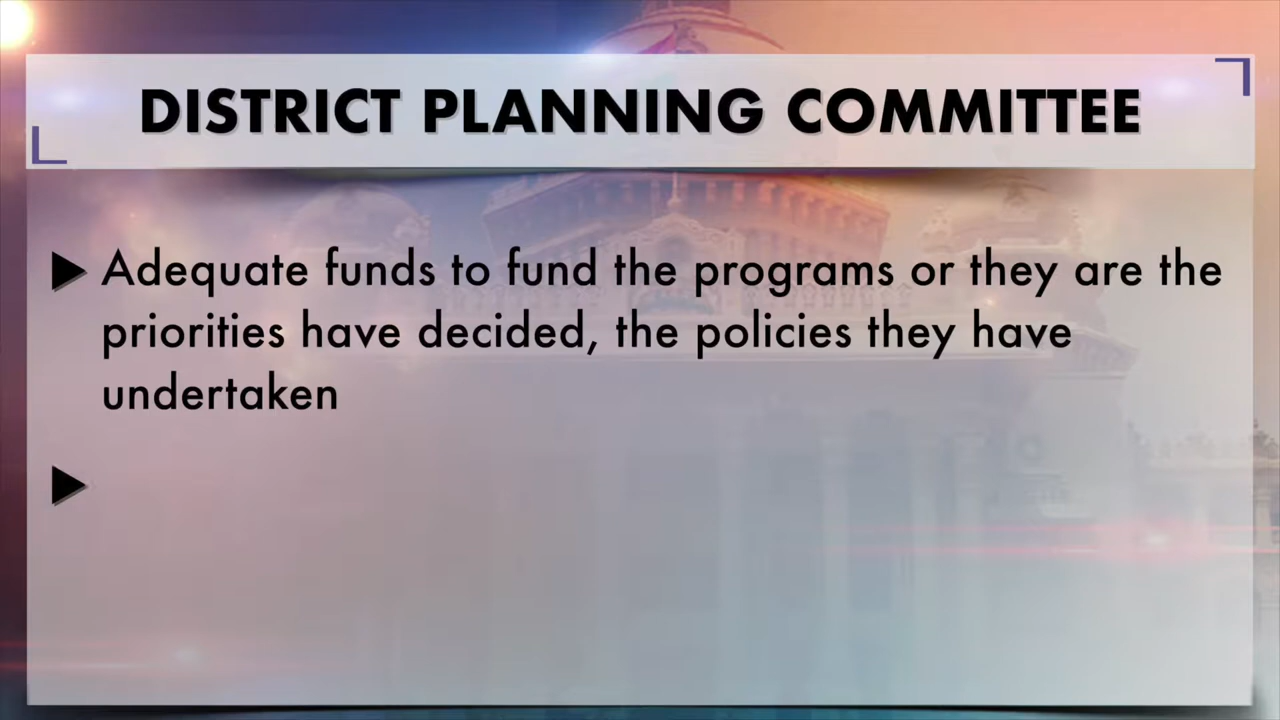 DISTRICT PLANNING COMMITTEE
Adequate funds to fund the programs or they are the
priorities have decided, the policies they have
undertaken